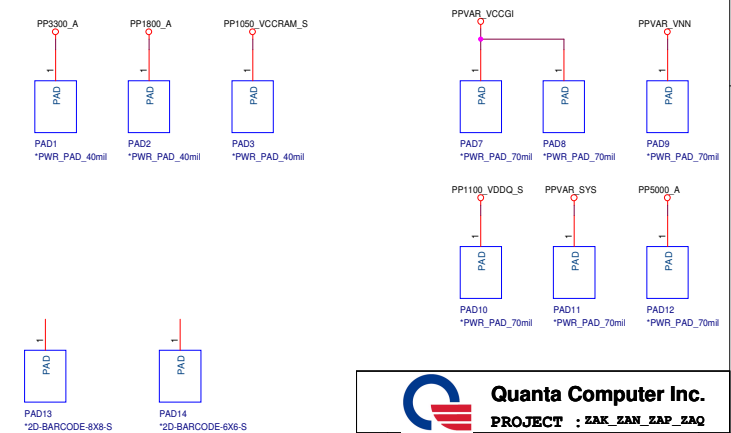 PP3300_A
PP1800_A
PP1050_VCCRAM_S
1
1
1
PAD
PAD
PAD
PAD1
*PWR_PAD_40mil
PAD2
*PWR_PAD_40mil
PAD3
*PWR_PAD_40mil
PPVAR_VCCGI
PPVAR_VNN
1
1
1
PAD
PAD
PAD
PAD7
*PWR_PAD_70mil
PAD8
*PWR_PAD_70mil
PAD9
*PWR_PAD_70mil
PP1100_VDDQ_S
PPVAR_SYS
PP5000_A
1
1
1
PAD
PAD
PAD
PAD10
*PWR_PAD_70mil
PAD11
*PWR_PAD_70mil
PAD12
*PWR_PAD_70mil
1
1
PAD
PAD
PAD13
*2D-BARCODE-8X8-S
PAD14
*2D-BARCODE-6X6-S
Quanta Computer Inc.
PROJECT : ZAK_ZAN_ZAP_ZAQ